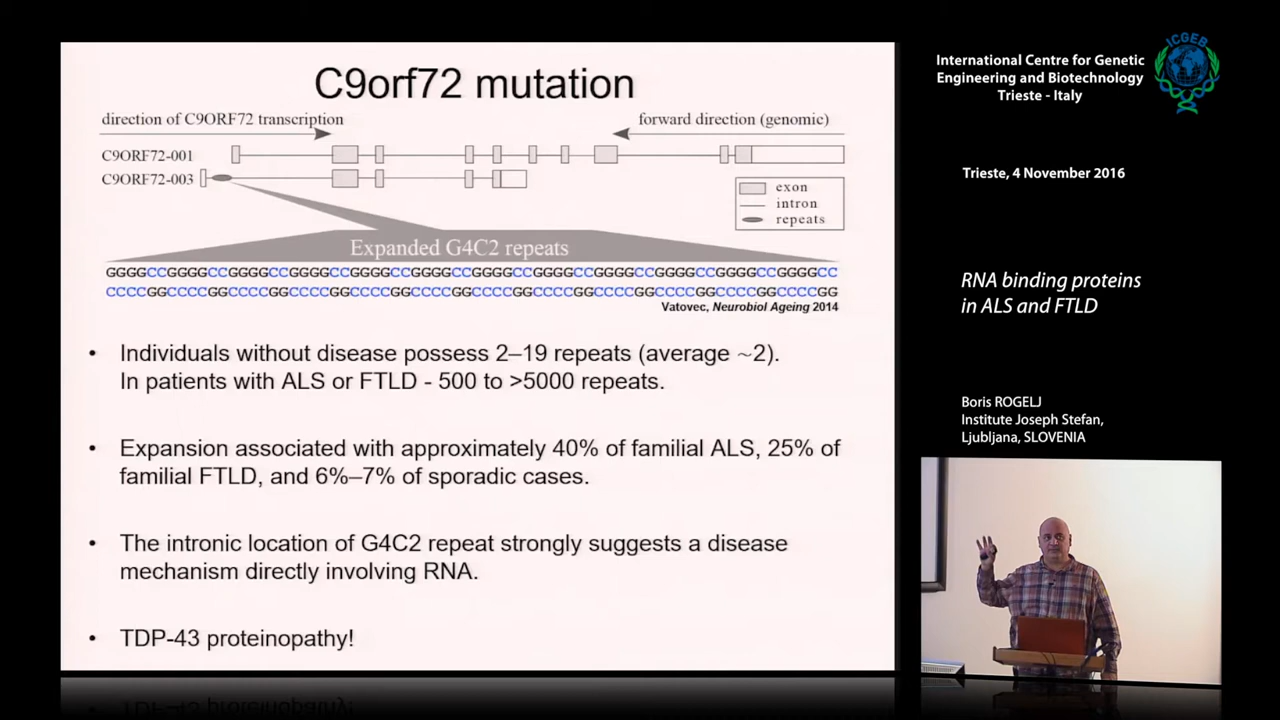 C9orf72 mutation
direction of C9ORF72 transcription
forward direction (genomic)
C9ORF72-001
C9ORF72-003
exon
intron
repeats
Expanded G4C2 repeats
GGGGCCGGGGCCGGGGCCGGGGCCGGGGCCGGGGCCGGGGCCGGGGCCGGGGCCGGGGCCGGGGCCGGGGCC
CCCCGGCCCCGGCCCCGGCCCCGGCCCCGGCCCCGGCCCCGGCCCCGGCCCCGGCCCCGGCCCCGGCCCCGG
Vatovec, Neurobiol Ageing 2014
• Individuals without disease possess 2–19 repeats (average ~2).
In patients with ALS or FTLD - 500 to >5000 repeats.
• Expansion associated with approximately 40% of familial ALS, 25% of
familial FTLD, and 6%–7% of sporadic cases.
• The intronic location of G4C2 repeat strongly suggests a disease
mechanism directly involving RNA.
• TDP-43 proteinopathy!
International Centre for Genetic
Engineering and Biotechnology
Trieste - Italy
ICGEB
Trieste, 4 November 2016
RNA binding proteins
in ALS and FTLD
Boris ROGELJ
Institute Joseph Stefan,
Ljubljana, SLOVENIA